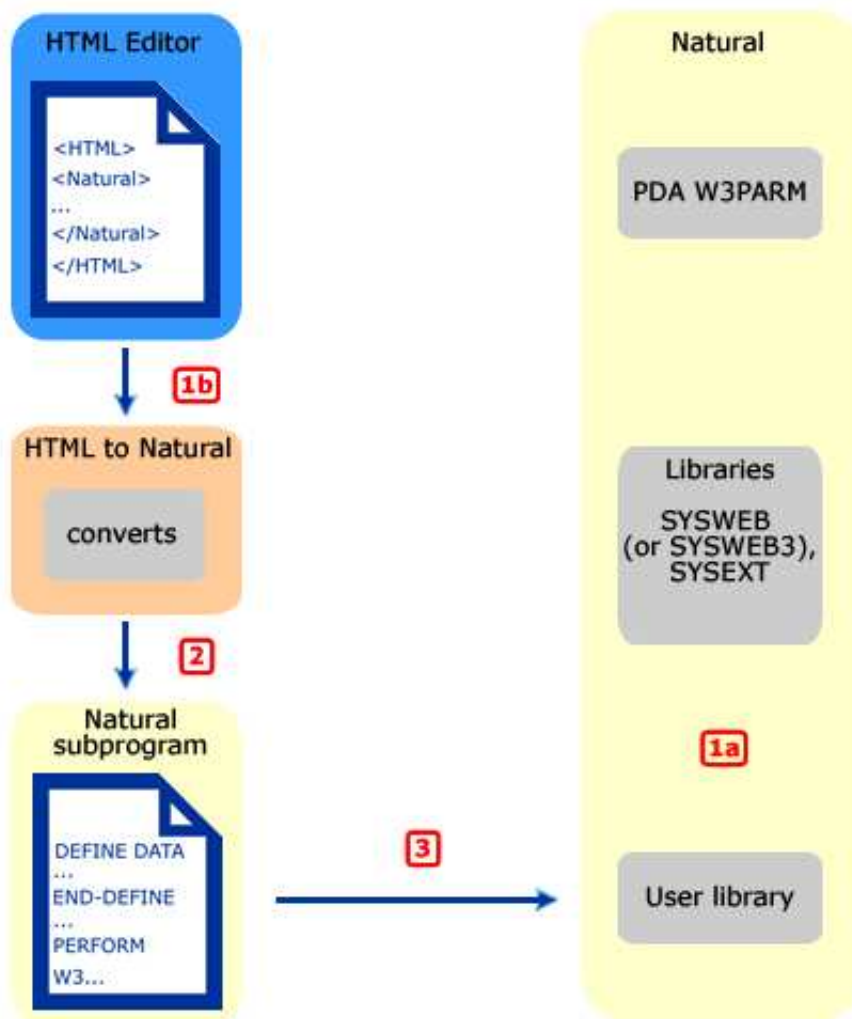 HTML Editor
<HTML>
<Natural>
...
</Natural>
</HTML>
1b
HTML to Natural
converts
2
Natural
subprogram
DEFINE DATA
...
END-DEFINE
...
PERFORM
W3...
3
Natural
PDA W3PARM
Libraries
SYSWEB
(or SYSWEB3),
SYSEXT
1a
User library